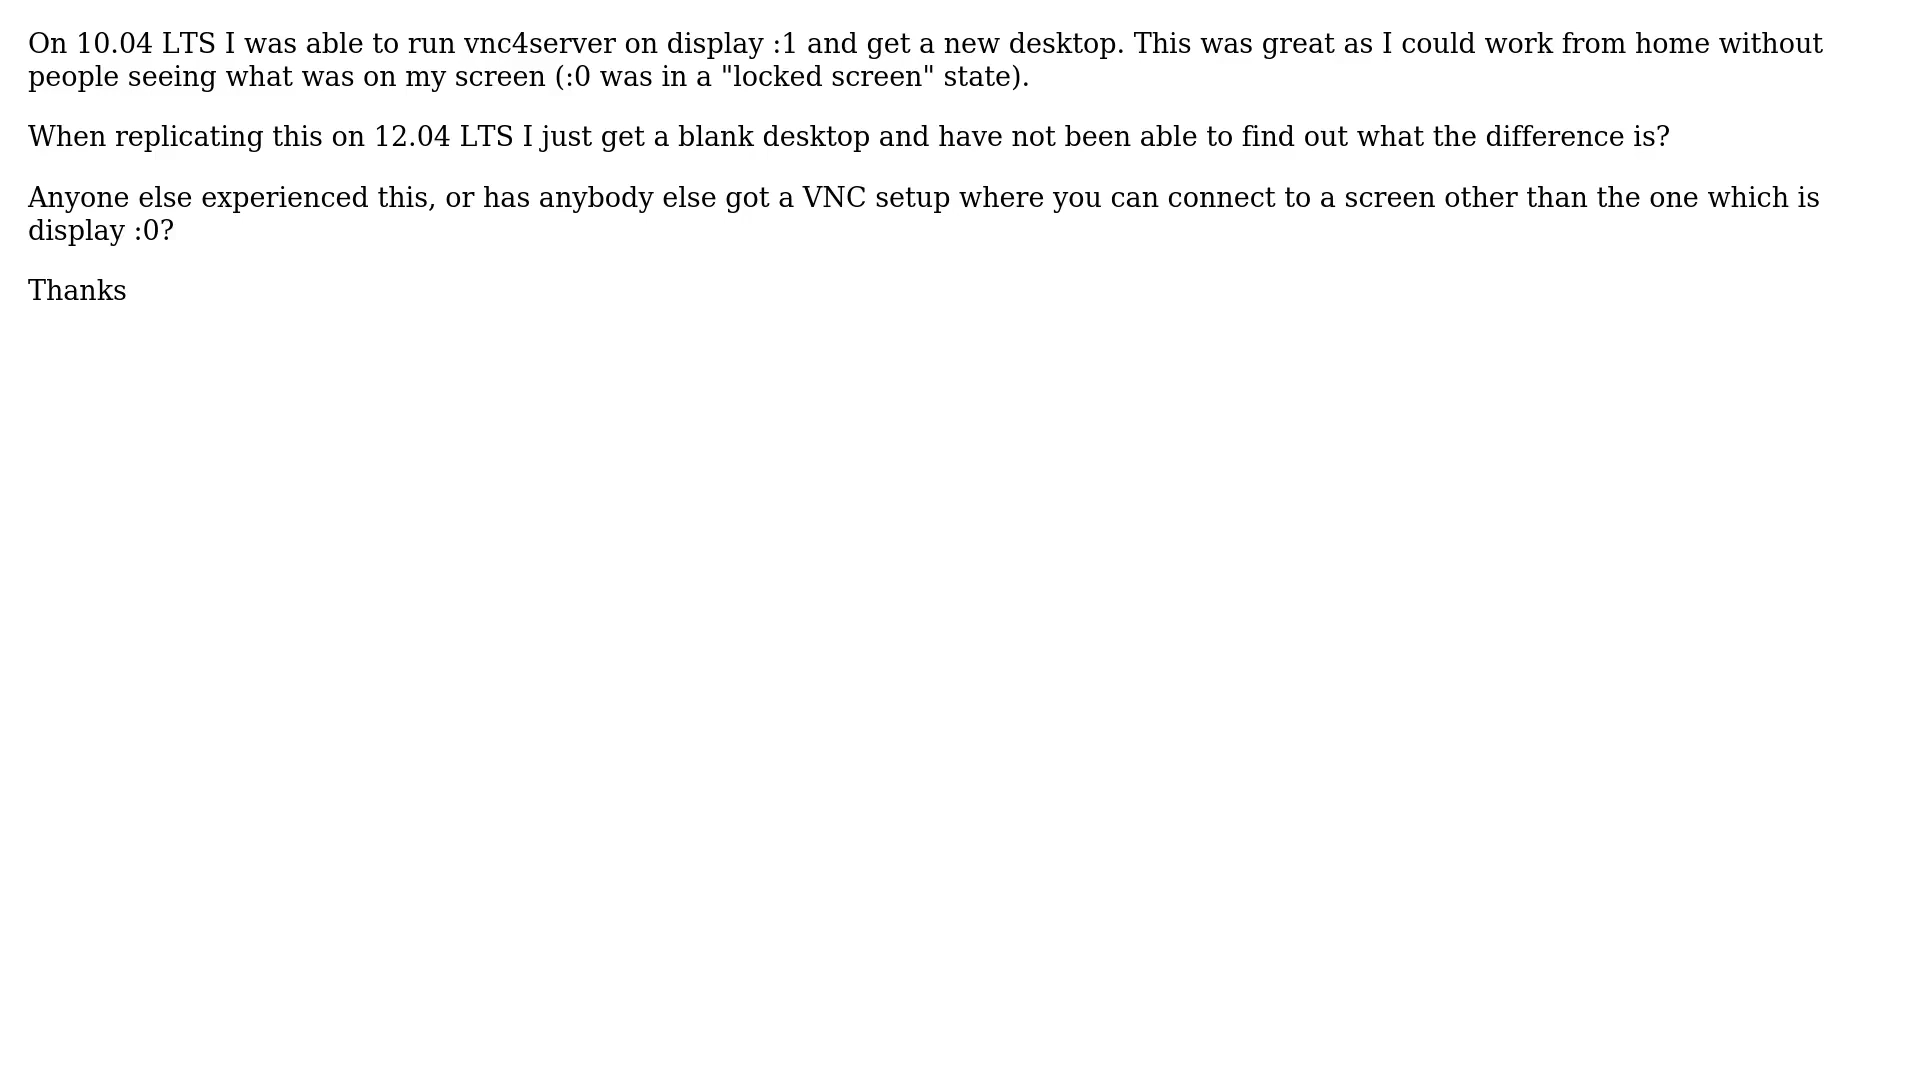 On 10.04 LTS I was able to run vnc4server on display :1 and get a new desktop. This was great as I could work from home without
people seeing what was on my screen (:0 was in a "locked screen" state).
When replicating this on 12.04 LTS I just get a blank desktop and have not been able to find out what the difference is?
Anyone else experienced this, or has anybody else got a VNC setup where you can connect to a screen other than the one which is
display :0?
Thanks